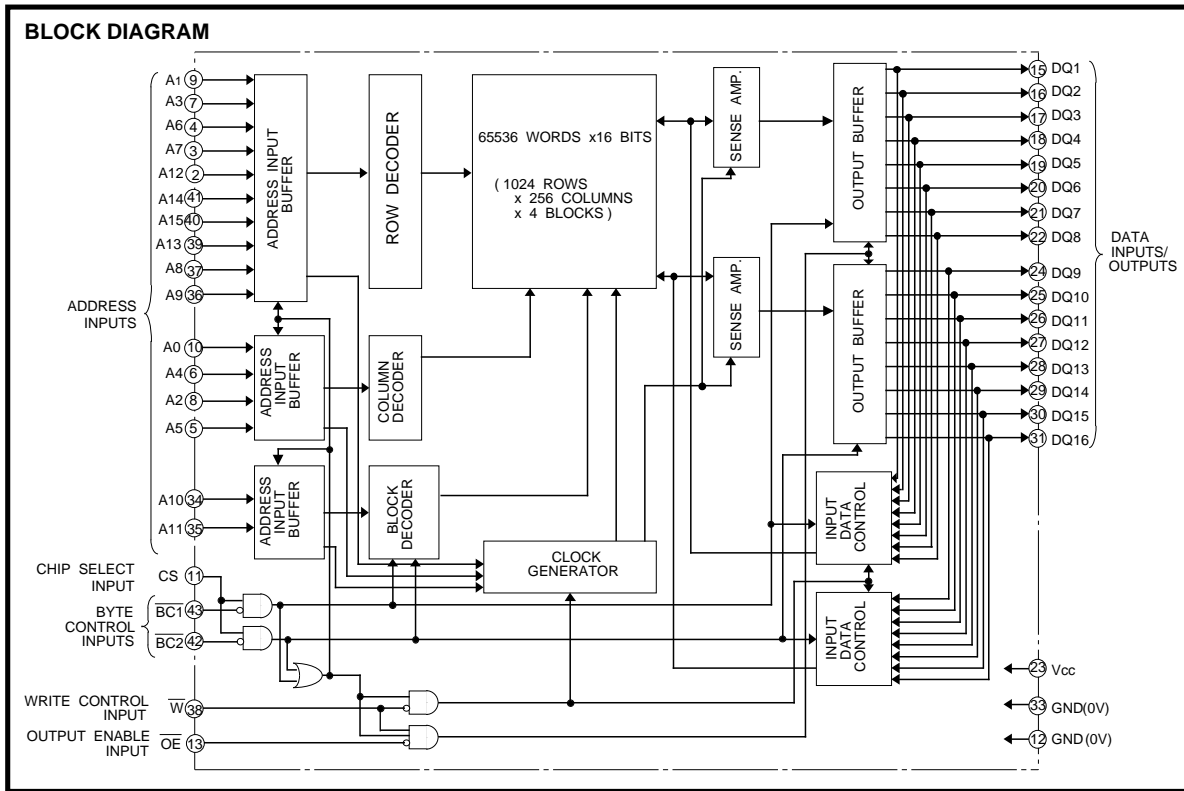 BLOCK DIAGRAM
A1 9
A3 7
A6 4
A7 3
A12 2
A14 41
A15 40
A13 39
A8 37
A9 36
ADDRESS
INPUTS
A0 10
A4 6
A2 8
A5 5
A10 34
A11 35
CHIP SELECT
INPUT
CS 11
BYTE
CONTROL
INPUTS
BC1 43
BC2 42
WRITE CONTROL
INPUT
W 38
OUTPUT ENABLE
INPUT
OE 13
ADDRESS INPUT
BUFFER
ADDRESS
INPUT
BUFFER
ADDRESS
INPUT
BUFFER
ROW DECODER
COLUMN
DECODER
BLOCK
DECODER
65536 WORDS x16 BITS
( 1024 ROWS
x 256 COLUMNS
x 4 BLOCKS )
CLOCK
GENERATOR
SENSE AMP.
SENSE AMP.
OUTPUT BUFFER
OUTPUT BUFFER
INPUT
DATA
CONTROL
INPUT
DATA
CONTROL
15 DQ1
16 DQ2
17 DQ3
18 DQ4
19 DQ5
20 DQ6
21 DQ7
22 DQ8
24 DQ9
25 DQ10
26 DQ11
27 DQ12
28 DQ13
29 DQ14
30 DQ15
31 DQ16
DATA
INPUTS/
OUTPUTS
23 Vcc
33 GND(0V)
12 GND (0V)